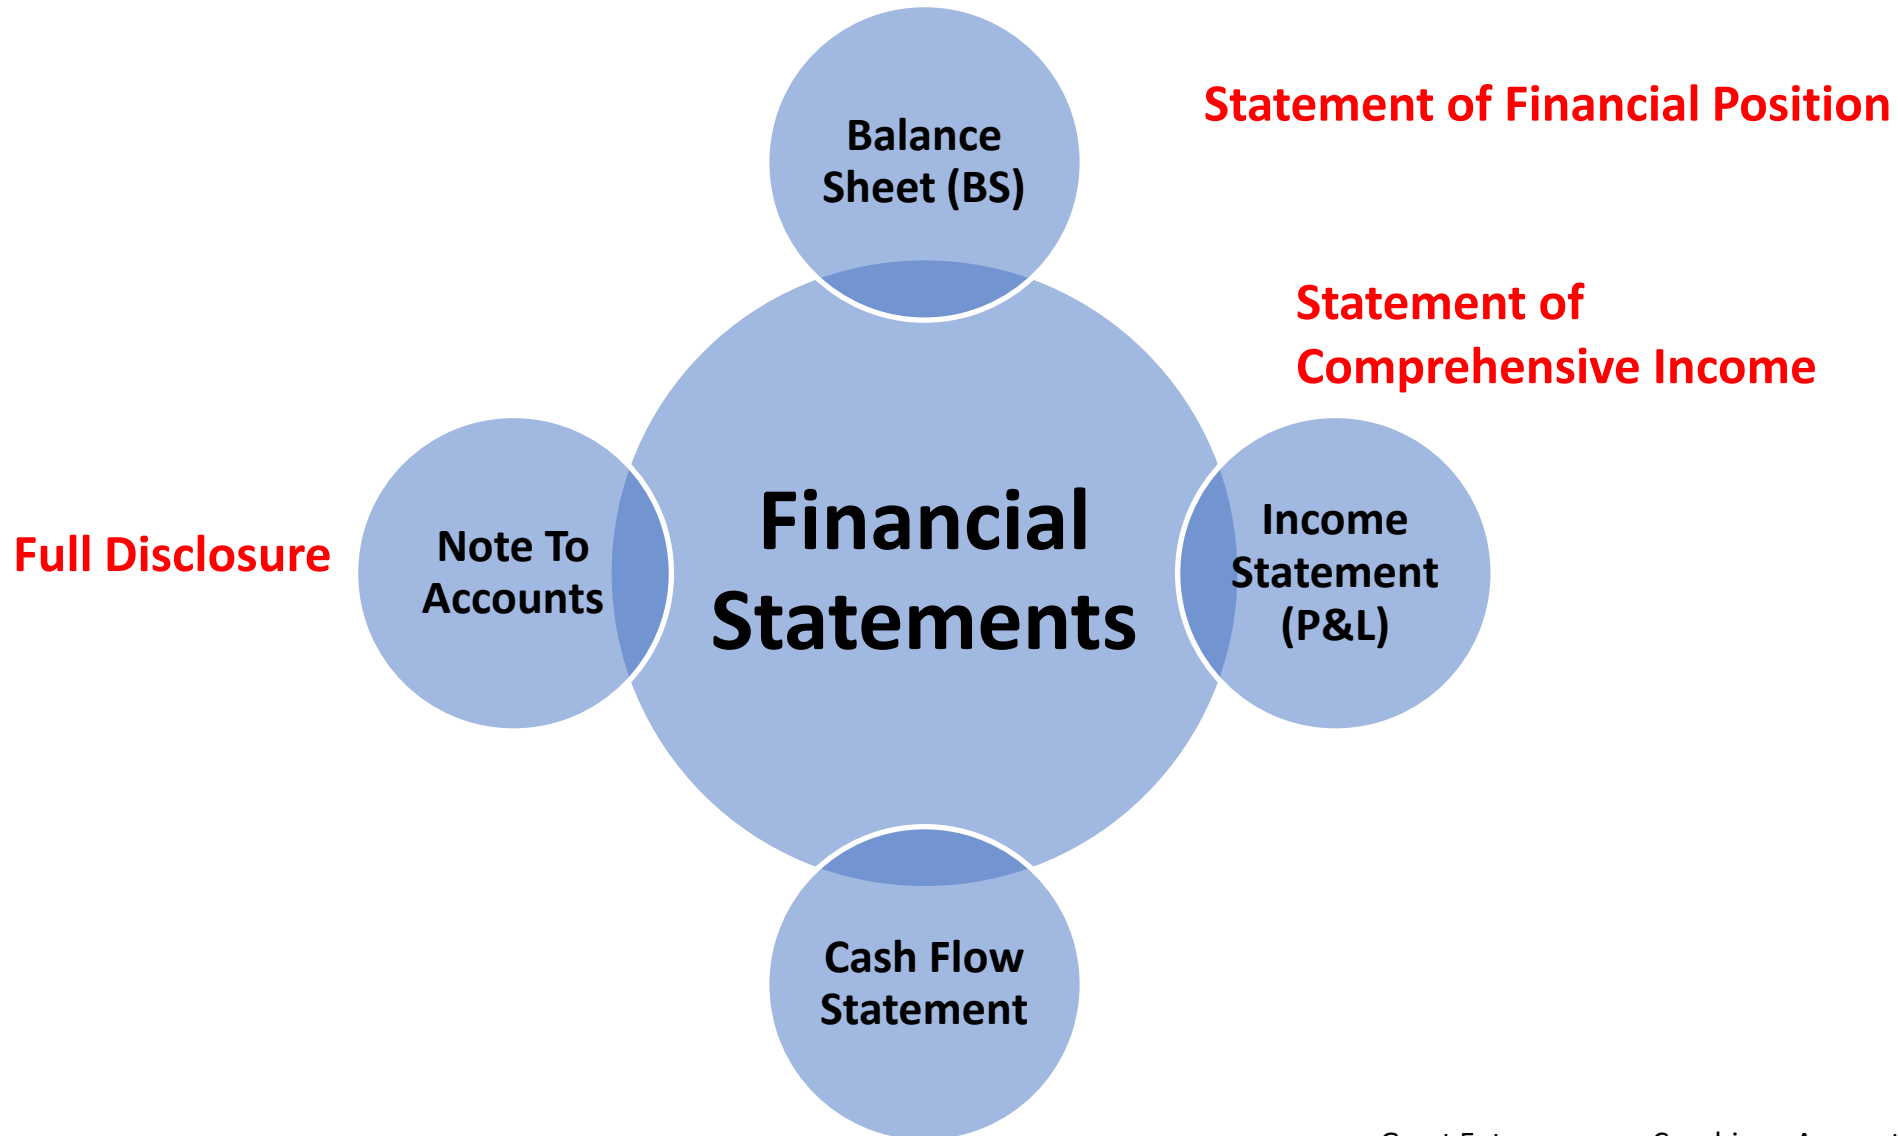 Balance
Sheet (BS)
Statement of Financial Position
Statement of
Comprehensive Income
Full Disclosure
Note To
Accounts
Financial
Statements
Income
Statement
(P&L)
Cash Flow
Statement